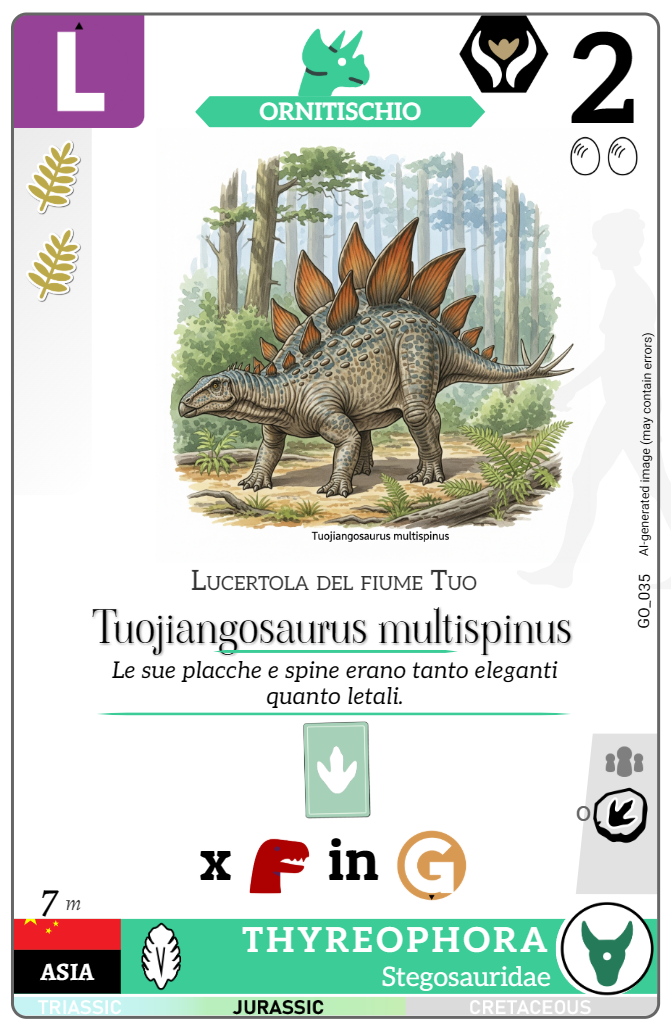 L
ORNITISCHIO
2
Tuojiangosaurus multispinus
AI-generated image (may contain errors)
GO_035
Lucertola del fiume Tuo
Tuojiangosaurus multispinus
Le sue placche e spine erano tanto eleganti
quanto letali.
o
x in G
7 m
ASIA
THYREOPHORA
Stegosauridae
TRIASSIC JURASSIC CRETACEOUS